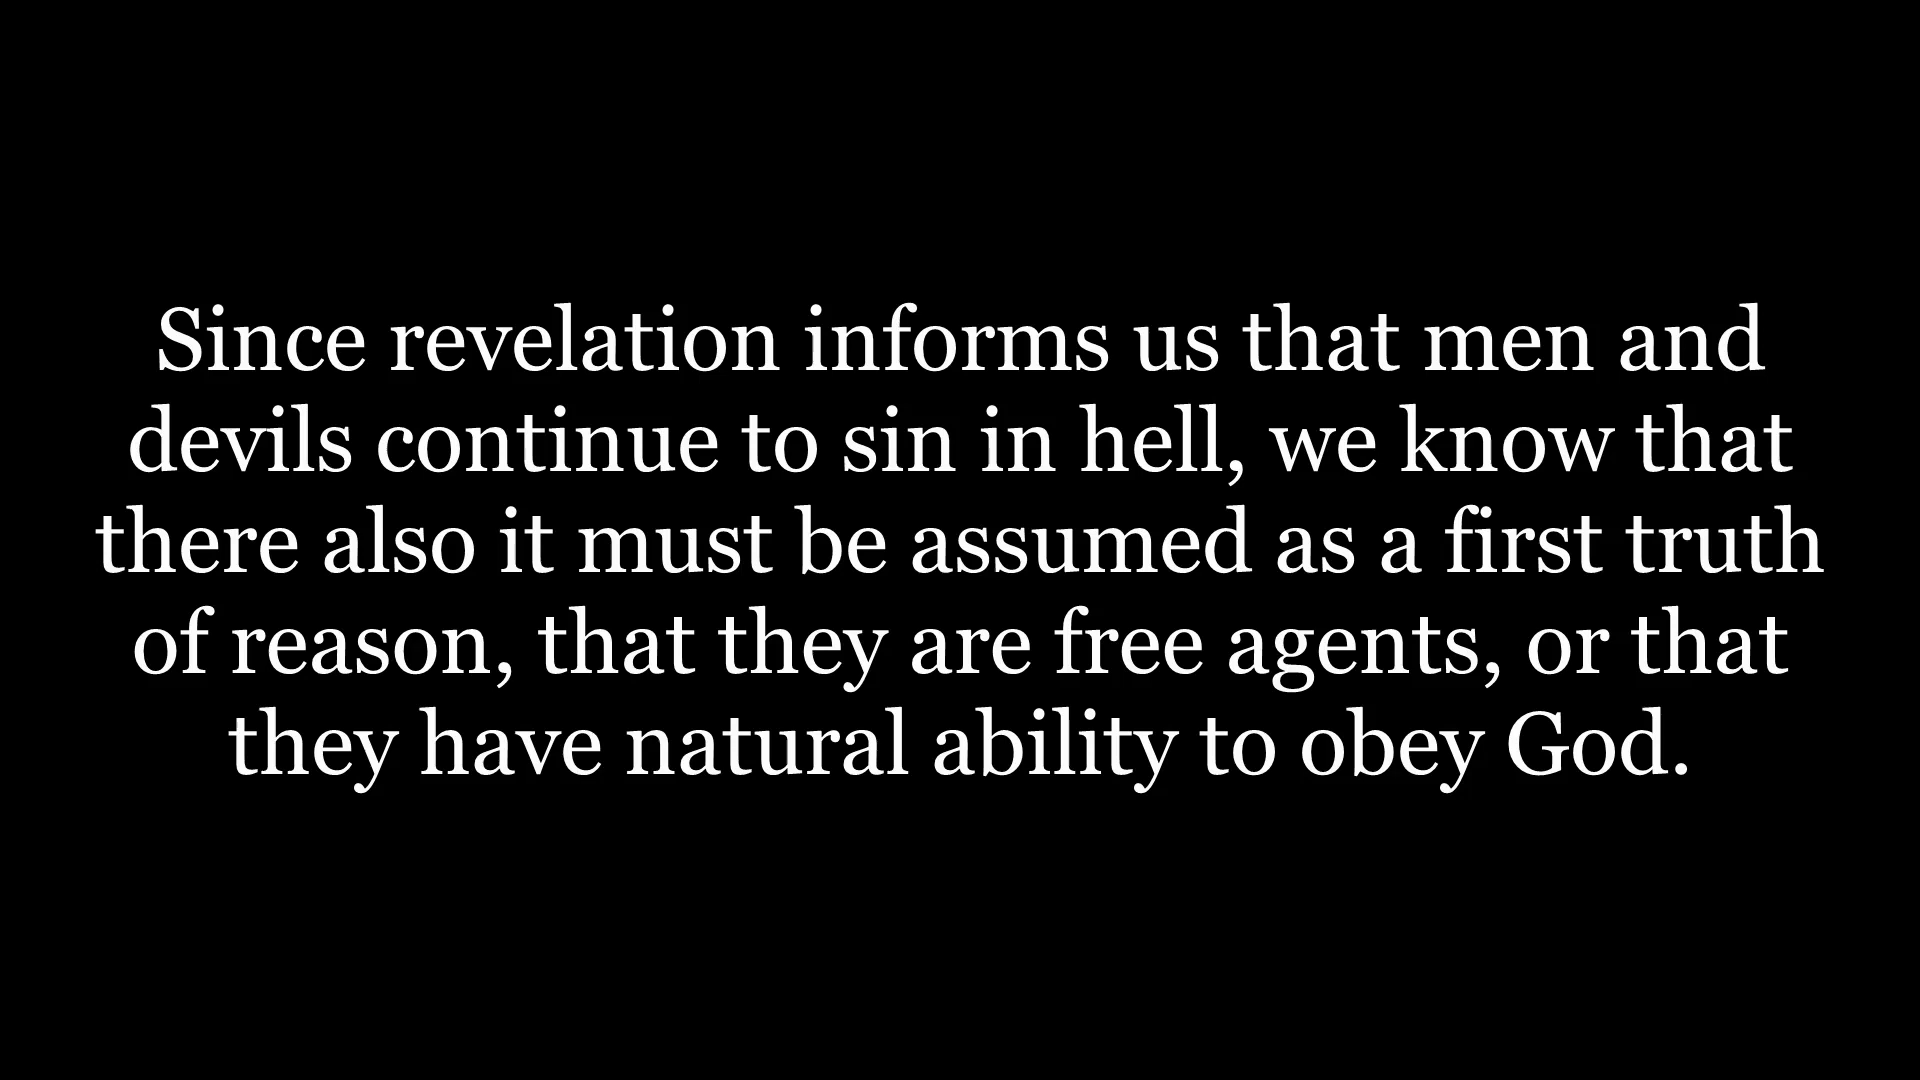 Since revelation informs us that men and
devils continue to sin in hell, we know that
there also it must be assumed as a first truth
of reason, that they are free agents, or that
they have natural ability to obey God.